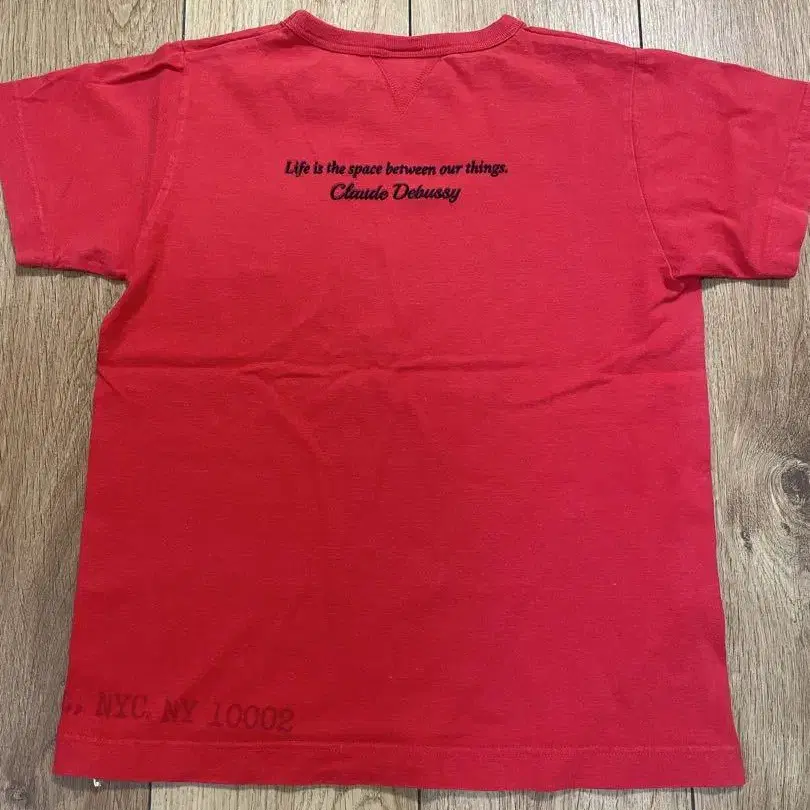 Life is the space between our things.
Claude Debussy
., NYC. NY 10002